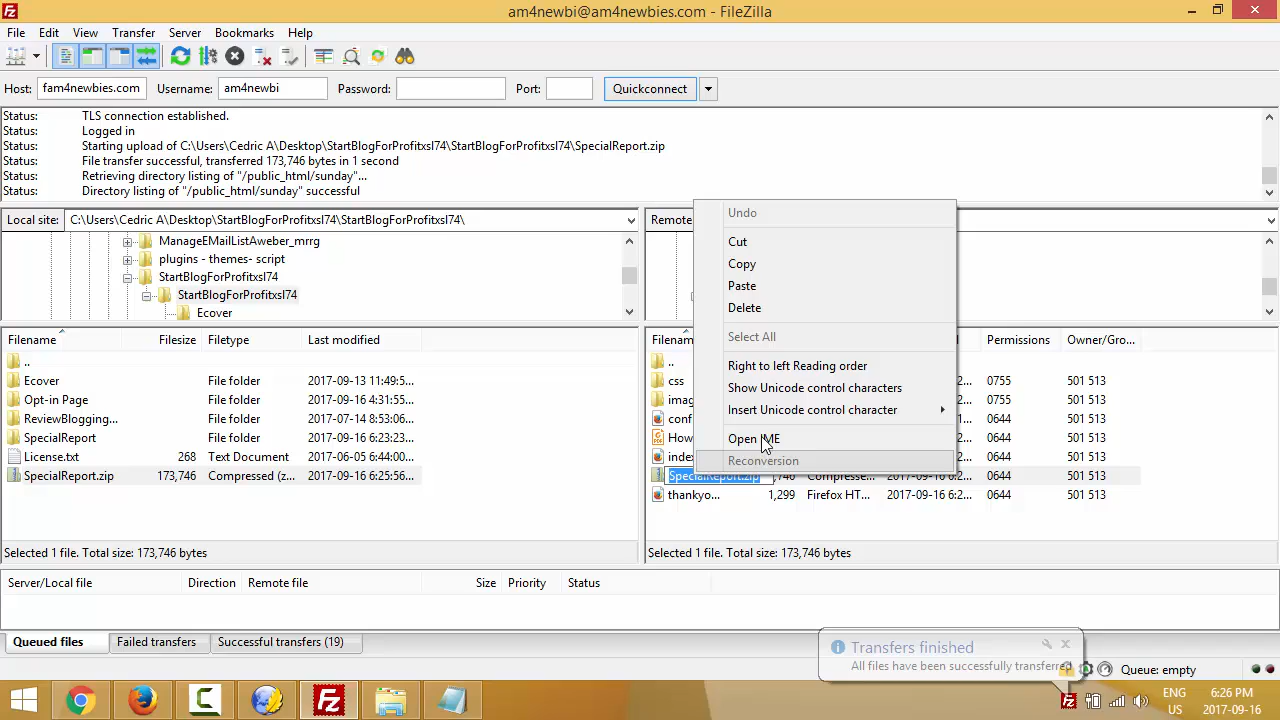 am4newbi@am4newbies.com - FileZilla
File Edit View Transfer Server Bookmarks Help
Host: fam4newbies.com Username: am4newbi Password: Port: Quickconnect
Status: TLS connection established.
Status: Logged in
Status: Starting upload of C:\Users\Cedric A\Desktop\StartBlogForProfitxsl74\StartBlogForProfitxsl74\SpecialReport.zip
Status: File transfer successful, transferred 173,746 bytes in 1 second
Status: Retrieving directory listing of "/public_html/sunday"...
Status: Directory listing of "/public_html/sunday" successful
Local site: C:\Users\Cedric A\Desktop\StartBlogForProfitxsl74\StartBlogForProfitxsl74\
ManageEMailListAweber_mrrg
plugins - themes- script
StartBlogForProfitxsl74
StartBlogForProfitxsl74
Ecover
Filename Filesize Filetype Last modified
..
Ecover File folder 2017-09-13 11:49:5...
Opt-in Page File folder 2017-09-16 4:31:55...
ReviewBlogging... File folder 2017-07-14 8:53:06...
SpecialReport File folder 2017-09-16 6:23:23...
License.txt 268 Text Document 2017-06-05 6:44:00...
SpecialReport.zip 173,746 Compressed (z... 2017-09-16 6:25:56...
Selected 1 file. Total size: 173,746 bytes
Remote
Filenam Permissions Owner/Gro...
..
css 0755 501 513
imag 0755 501 513
conf 0644 501 513
How 0644 501 513
index 0644 501 513
SpecialReport.zip ,746 Compresse... 2017-09-16 6:2... 0644 501 513
thankyo... 1,299 Firefox HT... 2017-09-16 6:2... 0644 501 513
Selected 1 file. Total size: 173,746 bytes
Undo
Cut
Copy
Paste
Delete
Select All
Right to left Reading order
Show Unicode control characters
Insert Unicode control character
Open IME
Reconversion
Server/Local file Direction Remote file Size Priority Status
Queued files Failed transfers Successful transfers (19)
Transfers finished
All files have been successfully transferred
Queue: empty
ENG
US
6:26 PM
2017-09-16